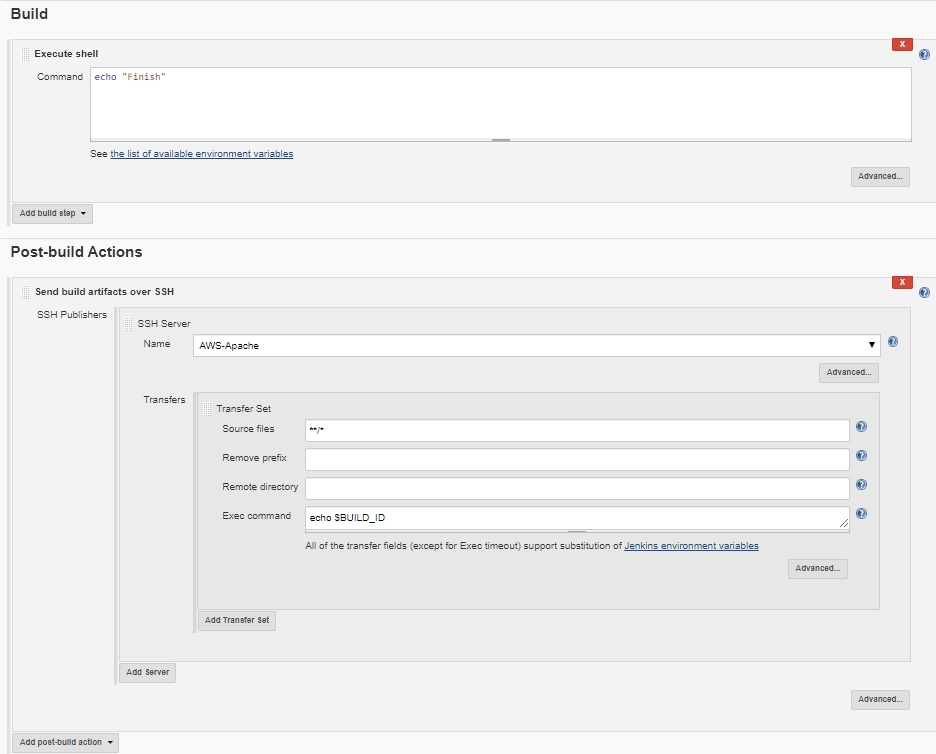 Build
X
Execute shell
Command
echo "Finish"
See the list of available environment variables
Advanced...
Add build step
Post-build Actions
X
Send build artifacts over SSH
SSH Publishers
SSH Server
Name
AWS-Apache
Advanced...
Transfers
Transfer Set
Source files
**/*
Remove prefix
Remote directory
Exec command
echo $BUILD_ID
All of the transfer fields (except for Exec timeout) support substitution of Jenkins environment variables
Advanced...
Add Transfer Set
Add Server
Advanced...
Add post-build action